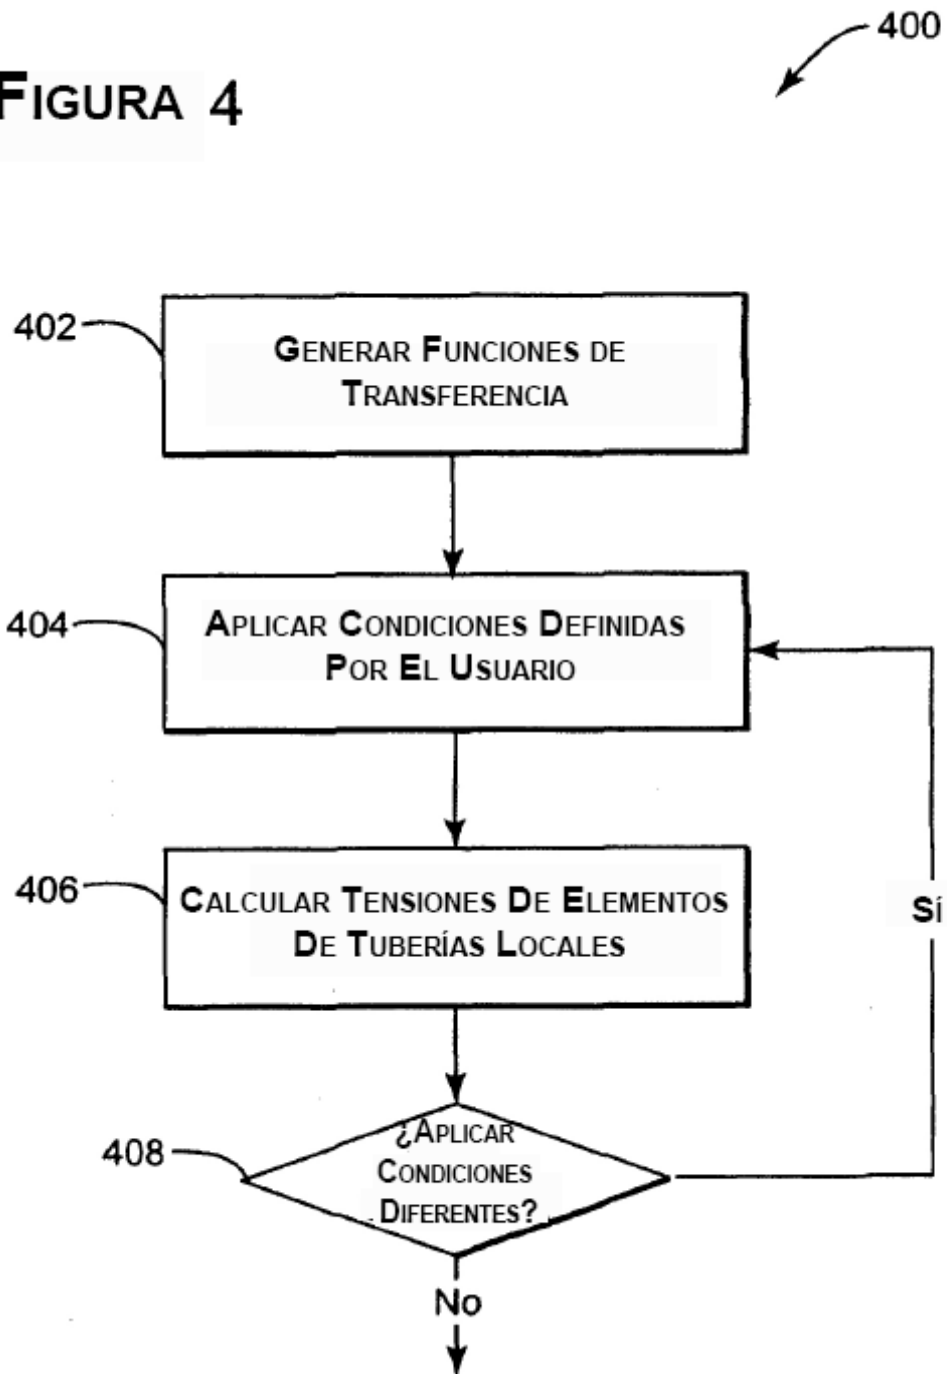 400
FIGURA 4
402
GENERAR FUNCIONES DE
TRANSFERENCIA
404
APLICAR CONDICIONES DEFINIDAS
POR EL USUARIO
406
CALCULAR TENSIONES DE ELEMENTOS
DE TUBERÍAS LOCALES
SÍ
408
¿APLICAR
CONDICIONES
DIFERENTES?
No